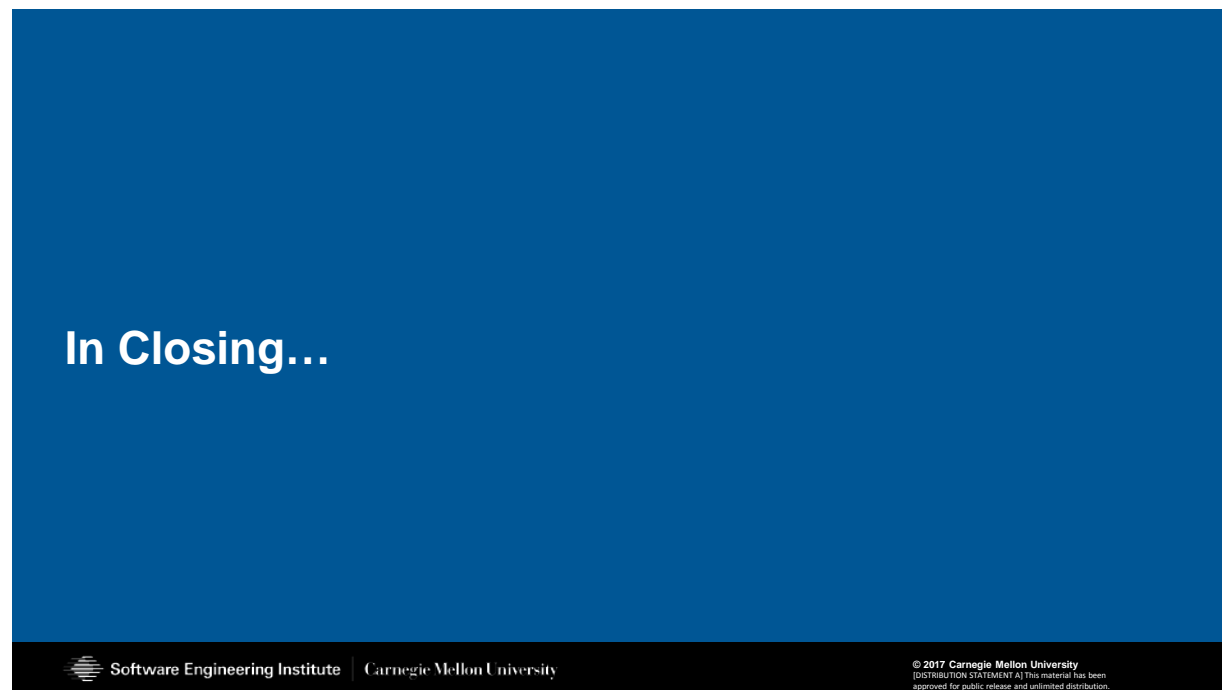 In Closing…
Software Engineering Institute Carnegie Mellon University
© 2017 Carnegie Mellon University
[DISTRIBUTION STATEMENT A] This material has been
approved for public release and unlimited distribution.